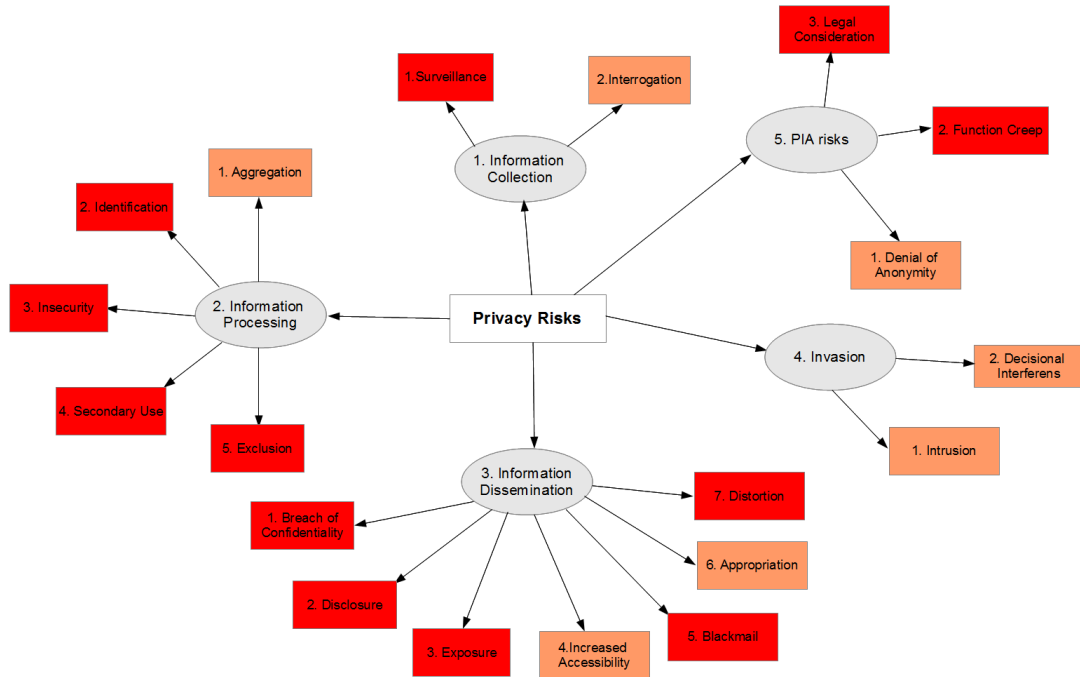 3. Legal
Consideration
1.Surveillance
2.Interrogation
2. Function Creep
5. PIA risks
1. Information
Collection
1. Aggregation
2. Identification
1. Denial of
Anonymity
3. Insecurity
2. Information
Processing
Privacy Risks
4. Invasion
2. Decisional
Interferens
4. Secondary Use
5. Exclusion
1. Intrusion
3. Information
Dissemination
7. Distortion
1. Breach of
Confidentiality
6. Appropriation
2. Disclosure
5. Blackmail
3. Exposure
4.Increased
Accessibility